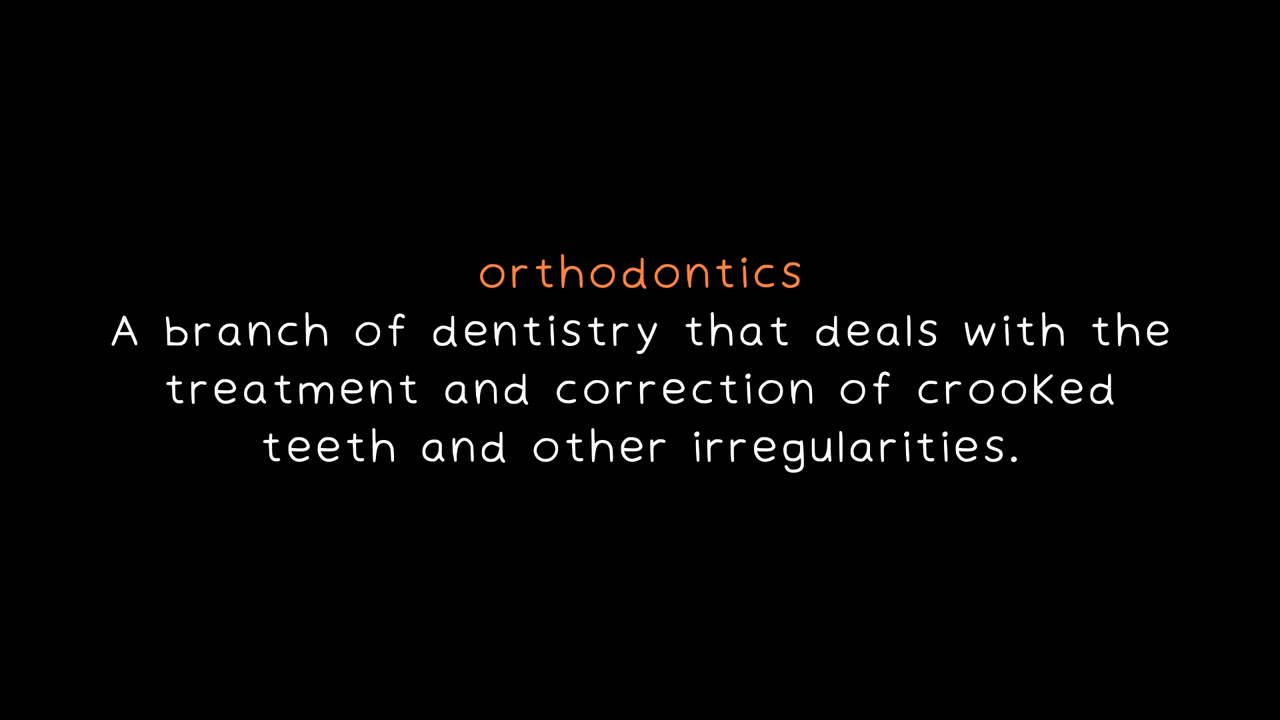 orthodontics
A branch of dentistry that deals with the
treatment and correction of crooked
teeth and other irregularities.